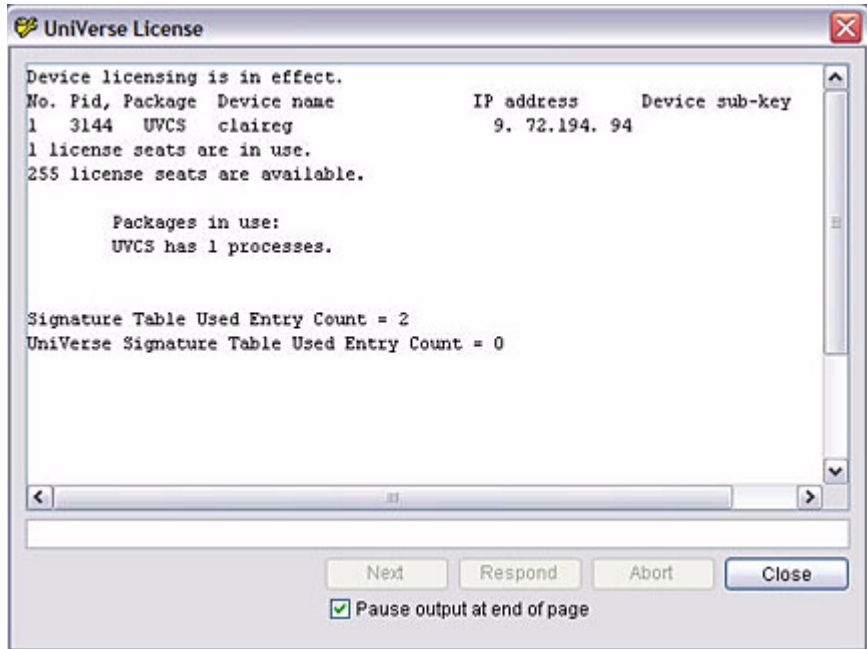 UniVerse License
Device licensing is in effect.
No. Pid, Package Device name IP address Device sub-key
1 3144 UVCS claireg 9. 72.194. 94
1 license seats are in use.
255 license seats are available.
Packages in use:
UVCS has 1 processes.
Signature Table Used Entry Count = 2
UniVerse Signature Table Used Entry Count = 0
Next Respond Abort Close
Pause output at end of page